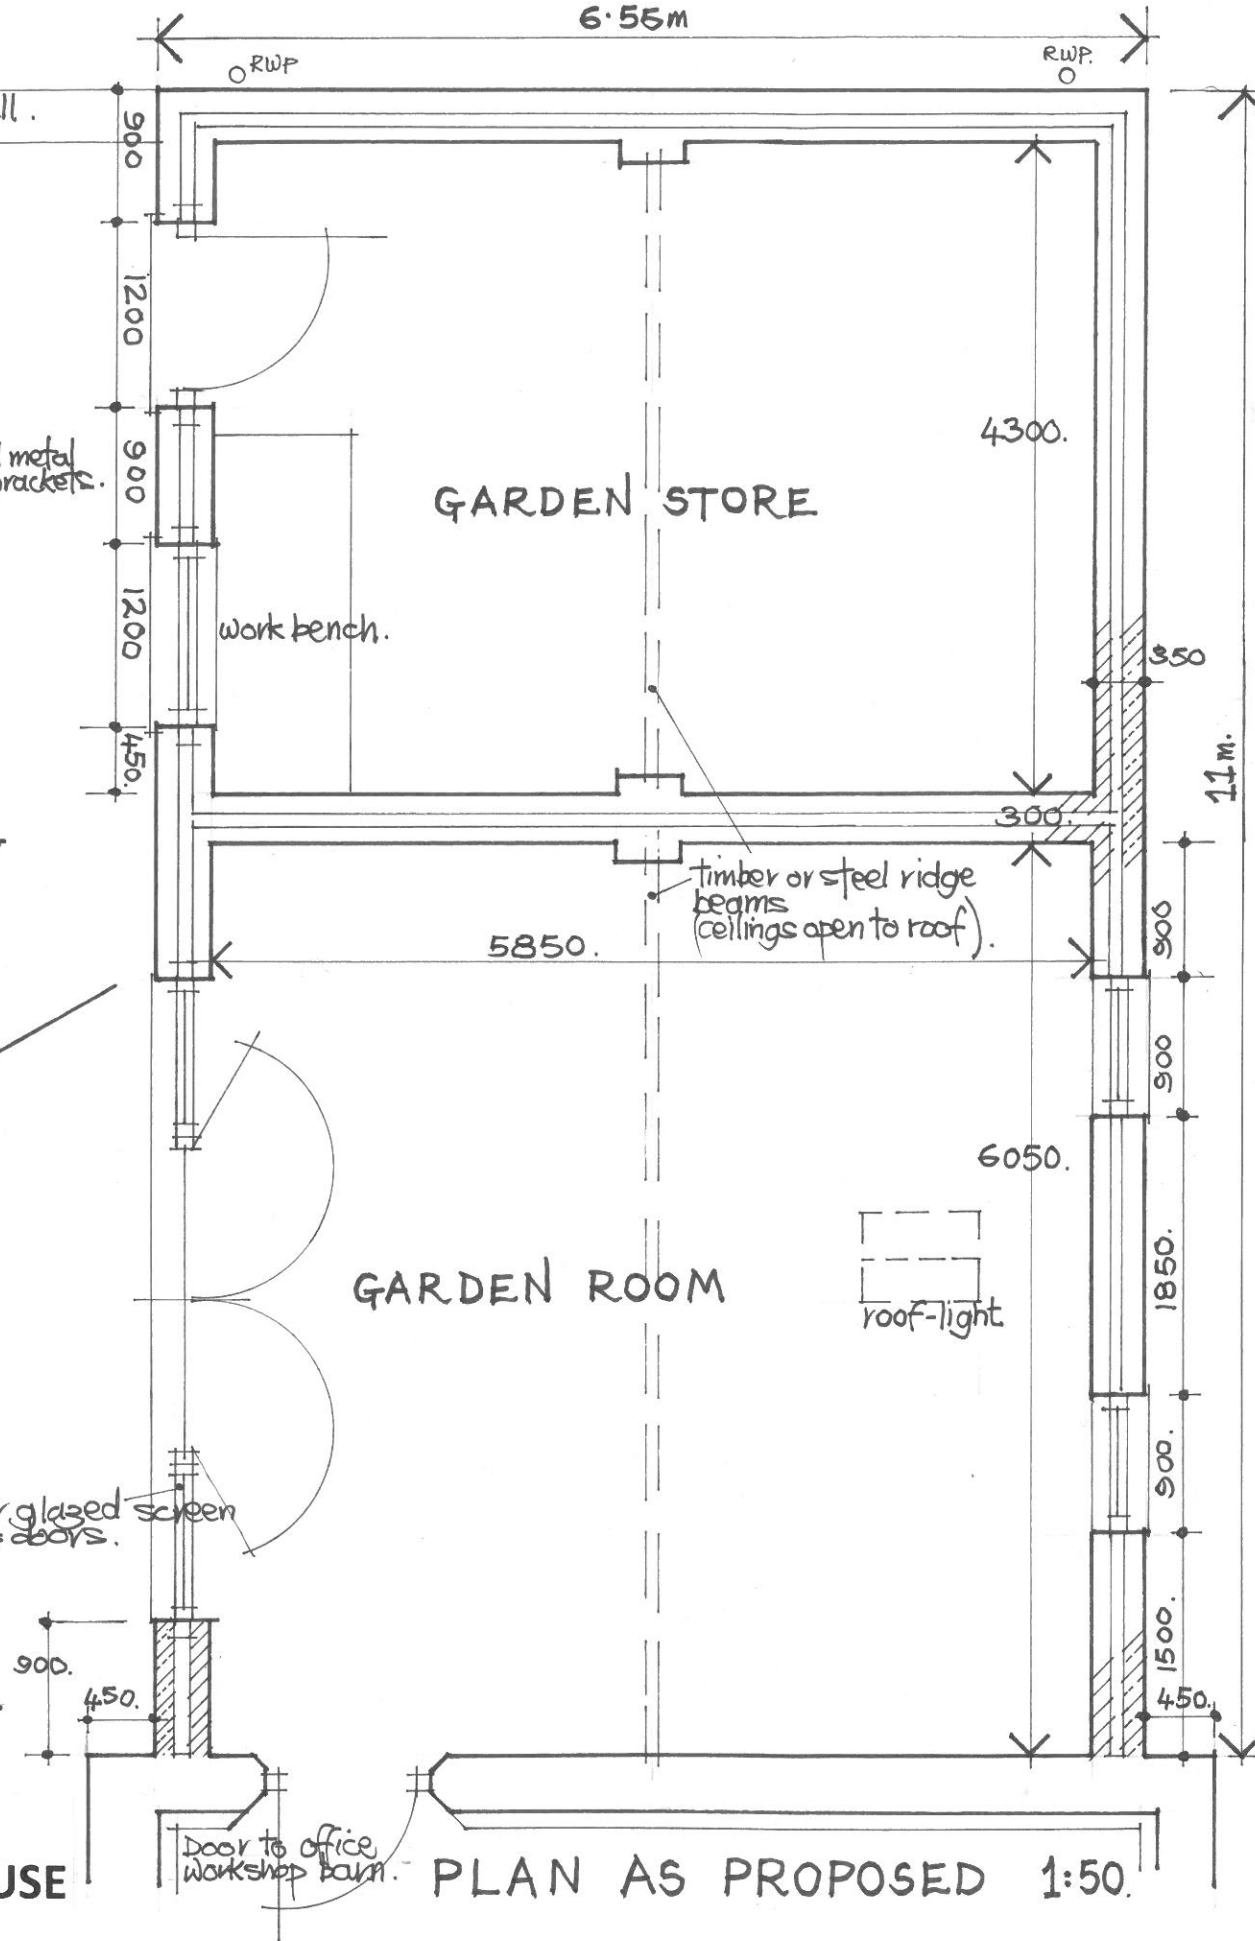 6.55m
RWP
RWP.
ll.
900
1200
900
metal
brackets.
1200
450.
4300.
GARDEN STORE
work bench.
350
11m.
300.
timber or steel ridge
beams
(ceilings open to roof).
5850.
900
900
6050.
1850.
GARDEN ROOM
roof-light
900.
glazed screen
doors.
900.
450.
1500.
450.
Door to office
workshop barn.
PLAN AS PROPOSED 1:50.
USE